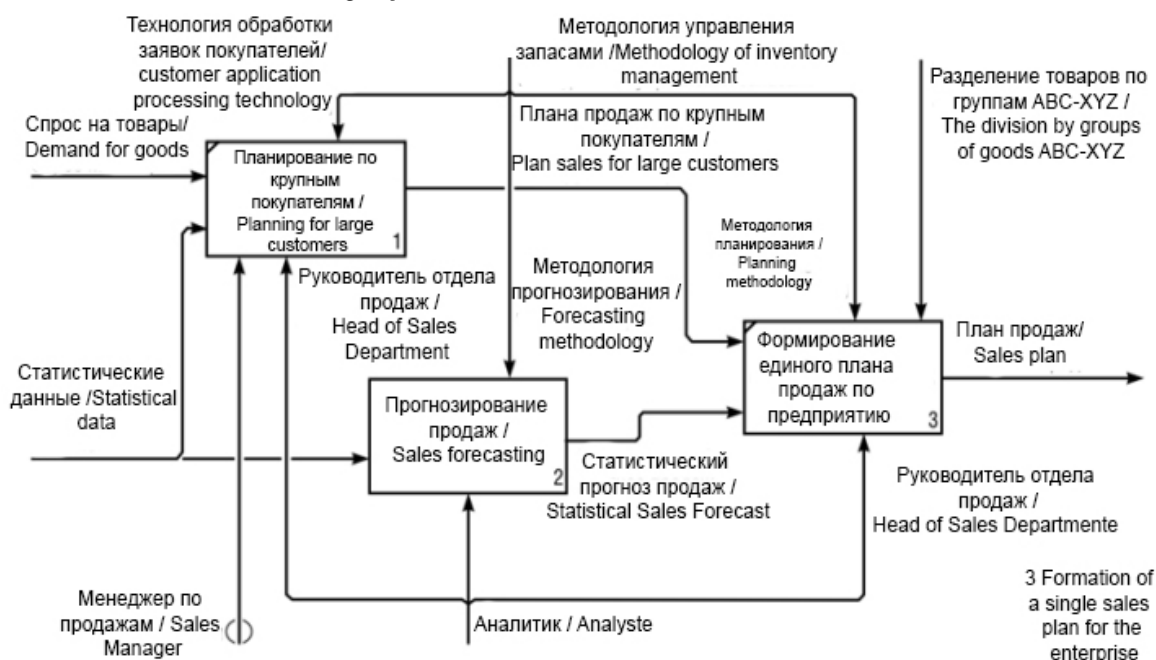 Технология обработки
заявок покупателей/
customer application
processing technology
Методология управления
запасами /Methodology of inventory
management
Разделение товаров по
группам ABC-XYZ /
The division by groups
of goods ABC-XYZ
Спрос на товары/
Demand for goods
Плана продаж по крупным
покупателям /
Plan sales for large customers
Планирование по
крупным
покупателям /
Planning for large
customers
1
Методология
планирования /
Planning
methodology
Руководитель отдела
продаж /
Head of Sales
Department
Методология
прогнозирования /
Forecasting
methodology
Формирование
единого плана
продаж по
предприятию
3
План продаж/
Sales plan
Статистические
данные /Statistical
data
Прогнозирование
продаж /
Sales forecasting
2
Статистический
прогноз продаж /
Statistical Sales Forecast
Руководитель отдела
продаж /
Head of Sales Departmente
Менеджер по
продажам / Sales
Manager
Аналитик / Analyste
3 Formation of
a single sales
plan for the
enterprise